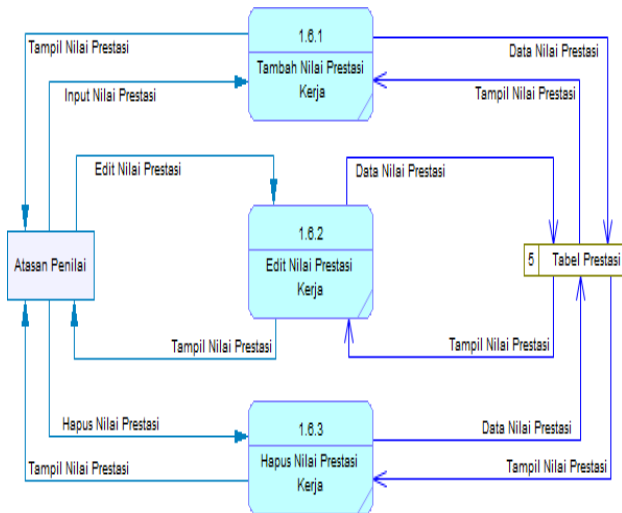 Tampil Nilai Prestasi
1.6.1
Data Nilai Prestasi
Tambah Nilai Prestasi
Kerja
Input Nilai Prestasi
Tampil Nilai Prestasi
Edit Nilai Prestasi
Data Nilai Prestasi
1.6.2
Atasan Penilai
Edit Nilai Prestasi
Kerja
5 Tabel Prestasi
Tampil Nilai Prestasi
Tampil Nilai Prestasi
Hapus Nilai Prestasi
1.6.3
Data Nilai Prestasi
Tampil Nilai Prestasi
Hapus Nilai Prestasi
Kerja
Tampil Nilai Prestasi